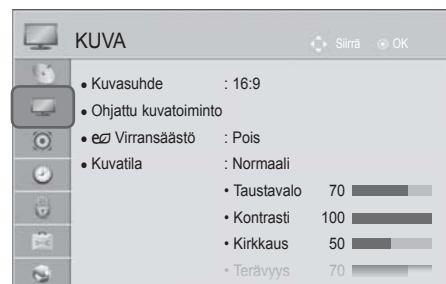 KUVA
Siirrä OK
• Kuvasuhde : 16:9
• Ohjattu kuvatoiminto
• Virransäästö : Pois
• Kuvatila : Normaali
• Taustavalo 70
• Kontrasti 100
• Kirkkaus 50
• Terävyys 70